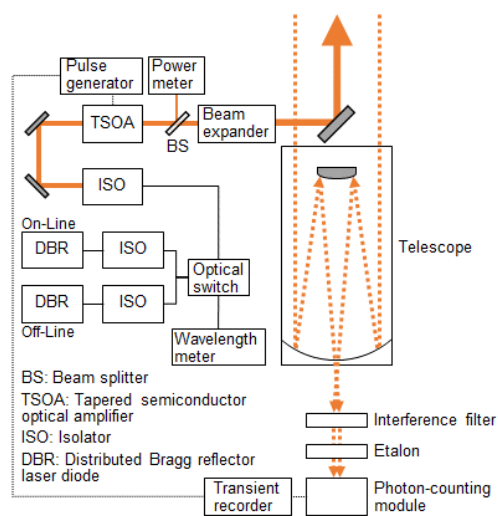 Pulse
generator
Power
meter
TSOA
BS
Beam
expander
ISO
On-Line
DBR
ISO
Optical
switch
DBR
ISO
Off-Line
Wavelength
meter
Telescope
BS: Beam splitter
TSOA: Tapered semiconductor
optical amplifier
ISO: Isolator
DBR: Distributed Bragg reflector
laser diode
Interference filter
Etalon
Transient
recorder
Photon-counting
module